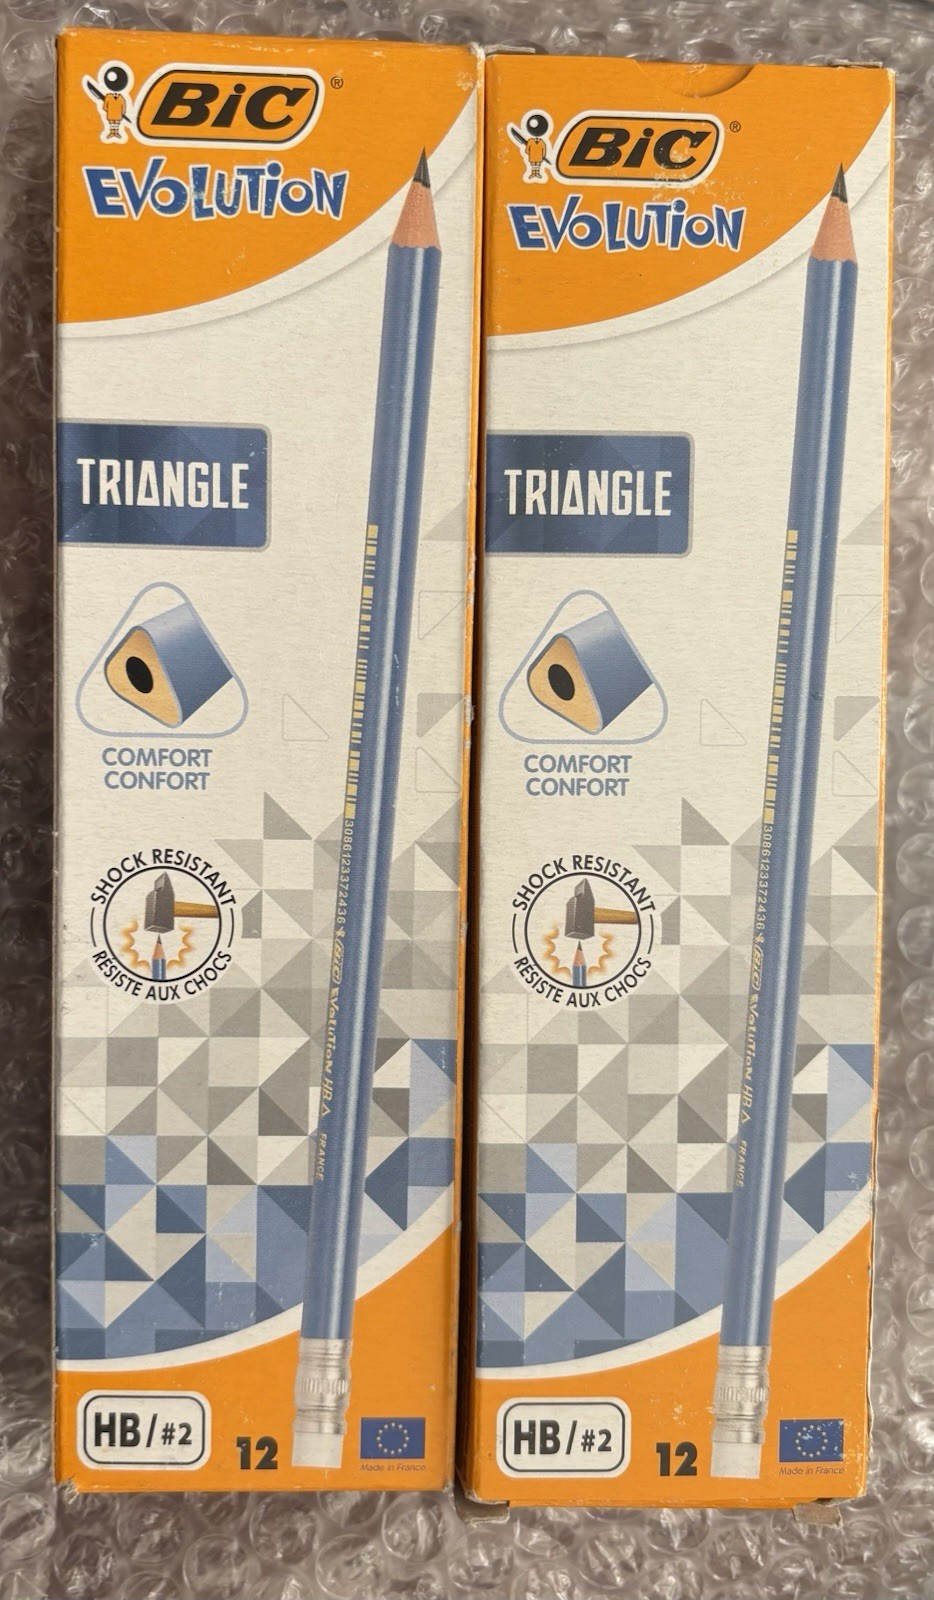 BiC®
EVOLUTiON
TRIANGLE
COMFORT
CONFORT
SHOCK RESISTANT
RÉSISTE AUX CHOCS
3086123372436 BiC EVOLUTiON HB Δ FRANCE
HB/#2
12
Made in France
BiC®
EVOLUTiON
TRIANGLE
COMFORT
CONFORT
SHOCK RESISTANT
RÉSISTE AUX CHOCS
3086123372436 BiC EVOLUTiON HB Δ FRANCE
HB/#2
12
Made in France